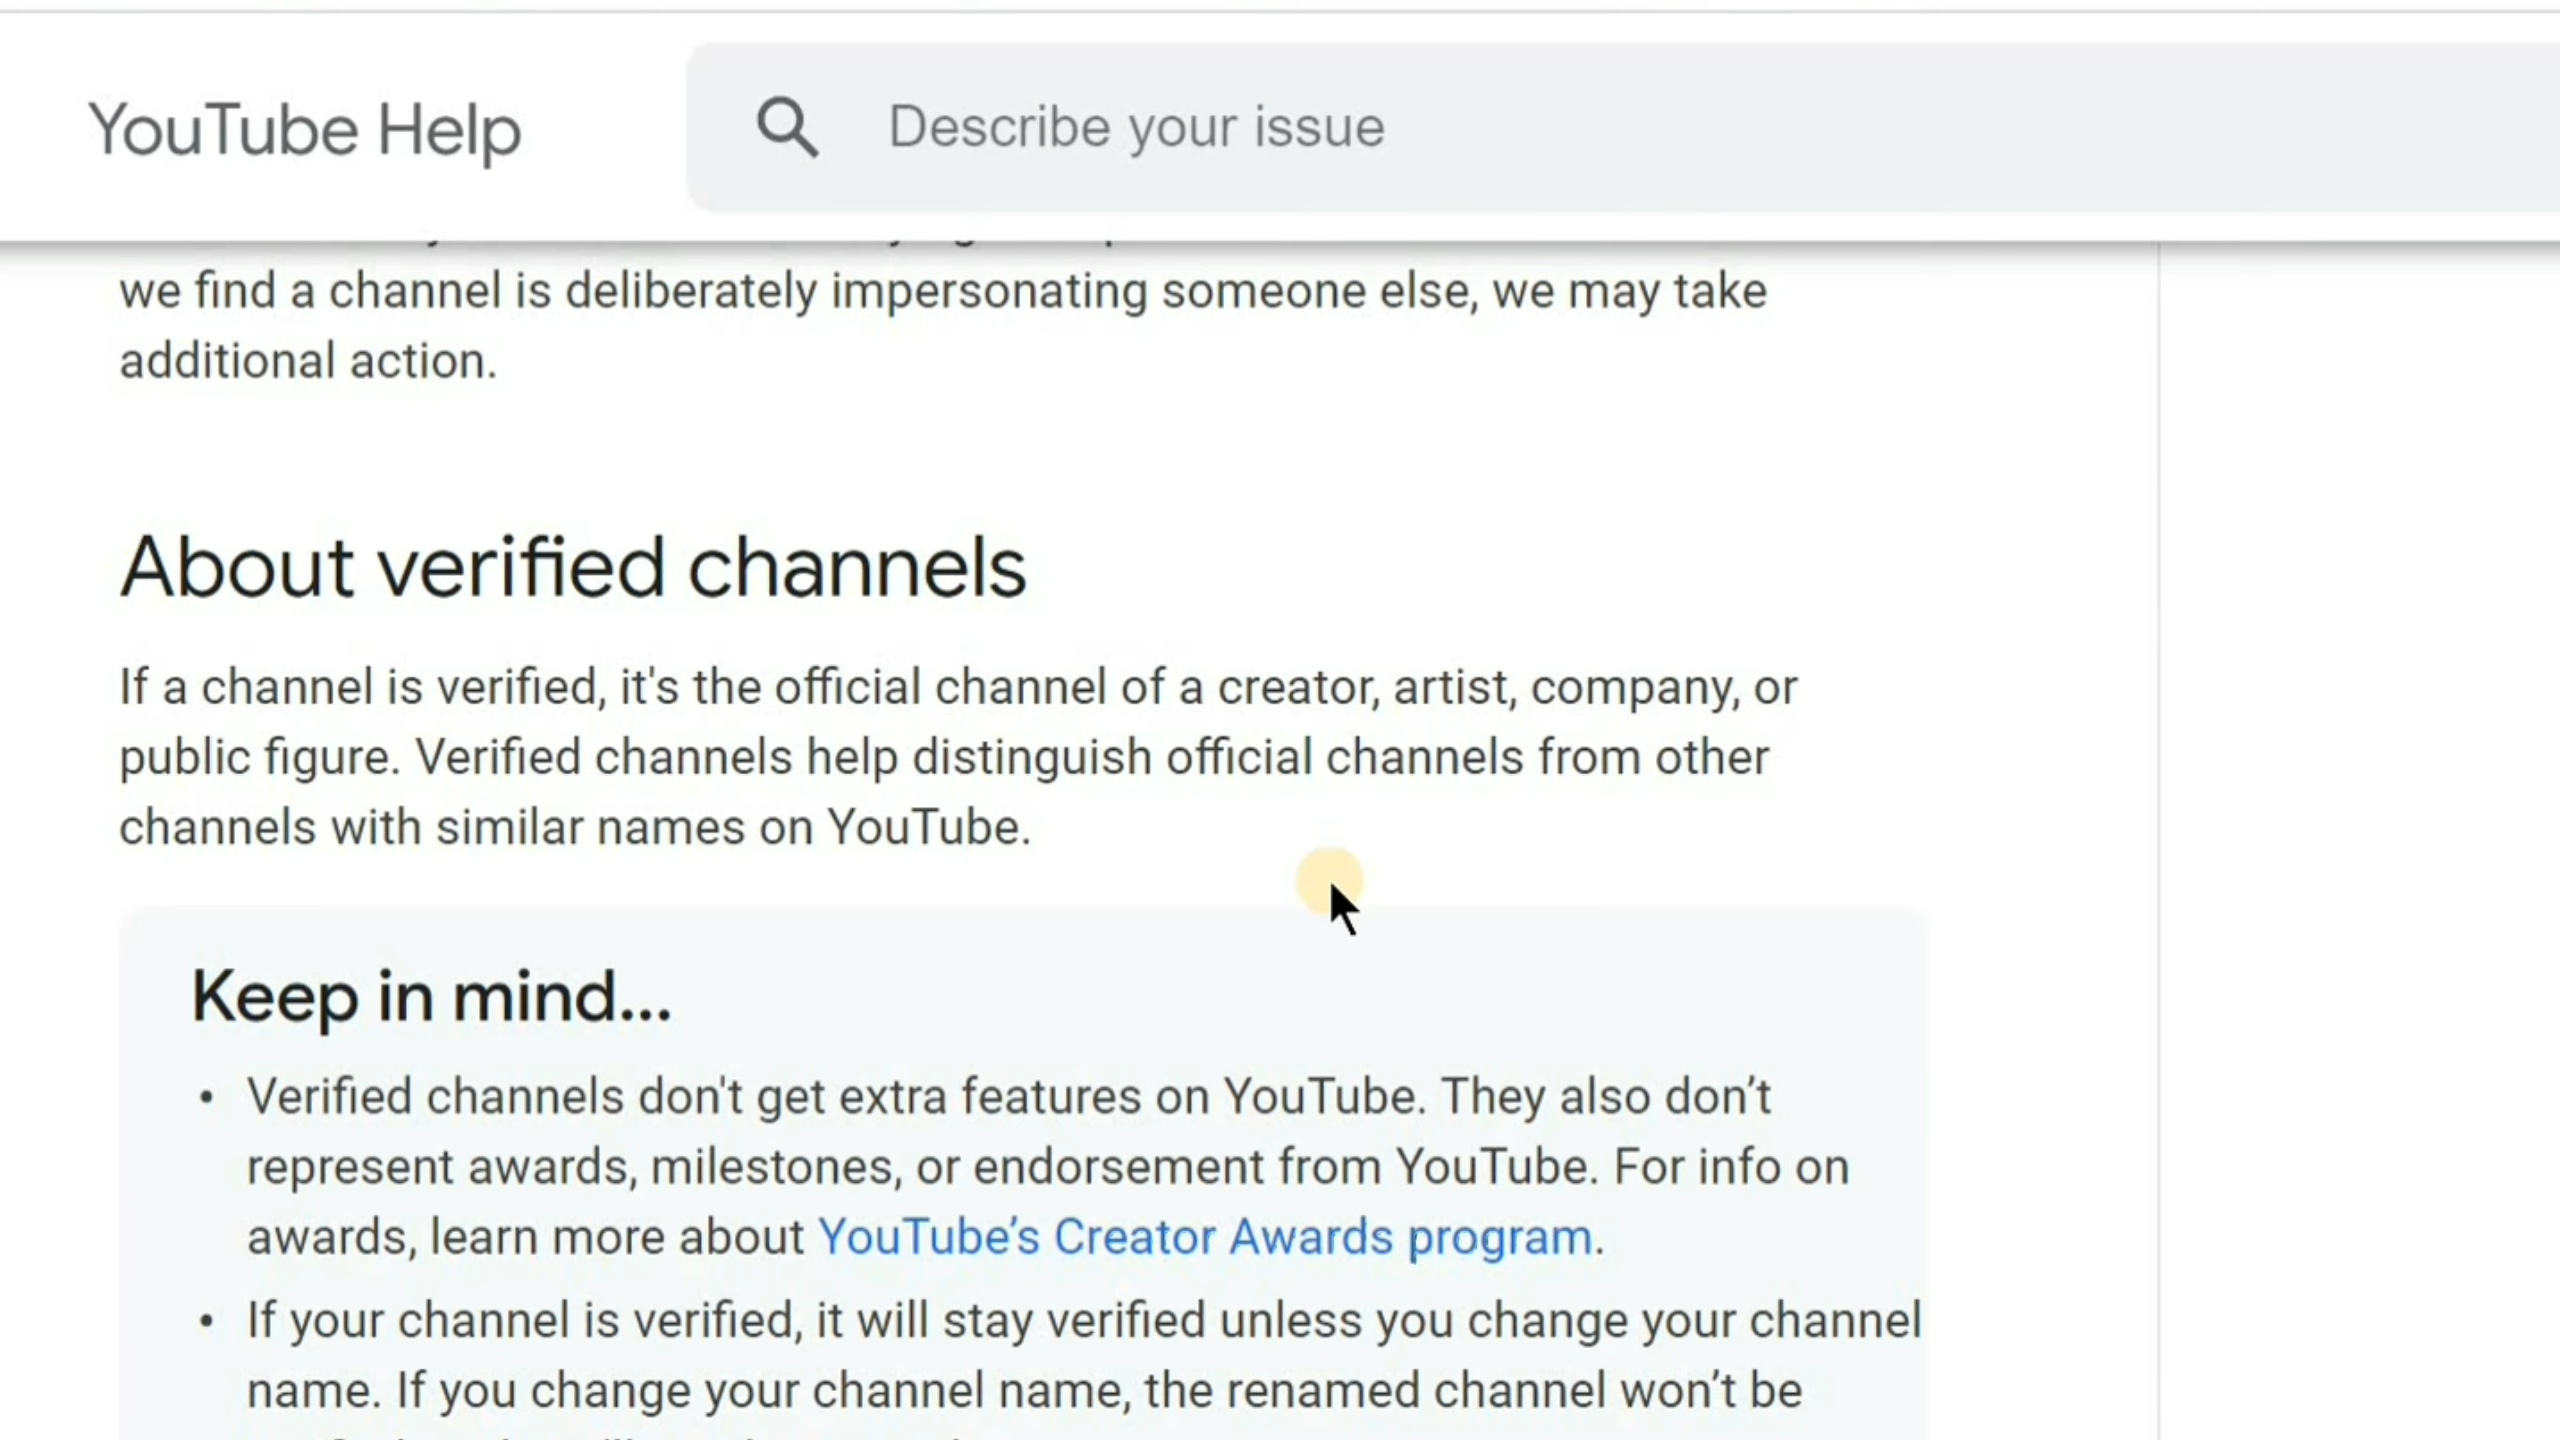 YouTube Help
Describe your issue
we find a channel is deliberately impersonating someone else, we may take
additional action.
About verified channels
If a channel is verified, it's the official channel of a creator, artist, company, or
public figure. Verified channels help distinguish official channels from other
channels with similar names on YouTube.
Keep in mind...
• Verified channels don't get extra features on YouTube. They also don’t
represent awards, milestones, or endorsement from YouTube. For info on
awards, learn more about YouTube’s Creator Awards program.
• If your channel is verified, it will stay verified unless you change your channel
name. If you change your channel name, the renamed channel won’t be